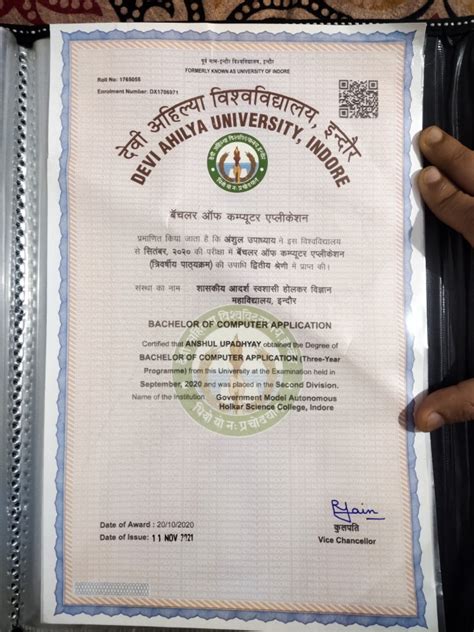 पूर्व नाम-इन्दौर विश्वविद्यालय, इन्दौर
FORMERLY KNOWN AS UNIVERSITY OF INDORE
Roll No: 1765055
Enrolment Number: DX1706971
देवी अहिल्या विश्वविद्यालय, इन्दौर
DEVI AHILYA UNIVERSITY, INDORE
धियो यो नः प्रचोदयात्
बॅचलर ऑफ कम्प्यूटर एप्लीकेशन
प्रमाणित किया जाता है कि अंशुल उपाध्याय ने इस विश्वविद्यालय
से सितंबर, २०२० की परीक्षा में बॅचलर ऑफ कम्प्यूटर एप्लीकेशन
(त्रिवर्षीय पाठ्यक्रम) की उपाधि द्वितीय श्रेणी में प्राप्त की।
संस्था का नाम : शासकीय आदर्श स्वशासी होलकर विज्ञान
महाविद्यालय, इन्दौर
BACHELOR OF COMPUTER APPLICATION
Certified that ANSHUL UPADHYAY obtained the Degree of
BACHELOR OF COMPUTER APPLICATION (Three-Year
Programme) from this University at the Examination held in
September, 2020 and was placed in the Second Division.
Name of the Institution : Government Model Autonomous
Holkar Science College, Indore
धियो यो नः प्रचोदयात्
Date of Award : 20/10/2020
Date of Issue: 11 NOV 2021
कुलपति
Vice Chancellor